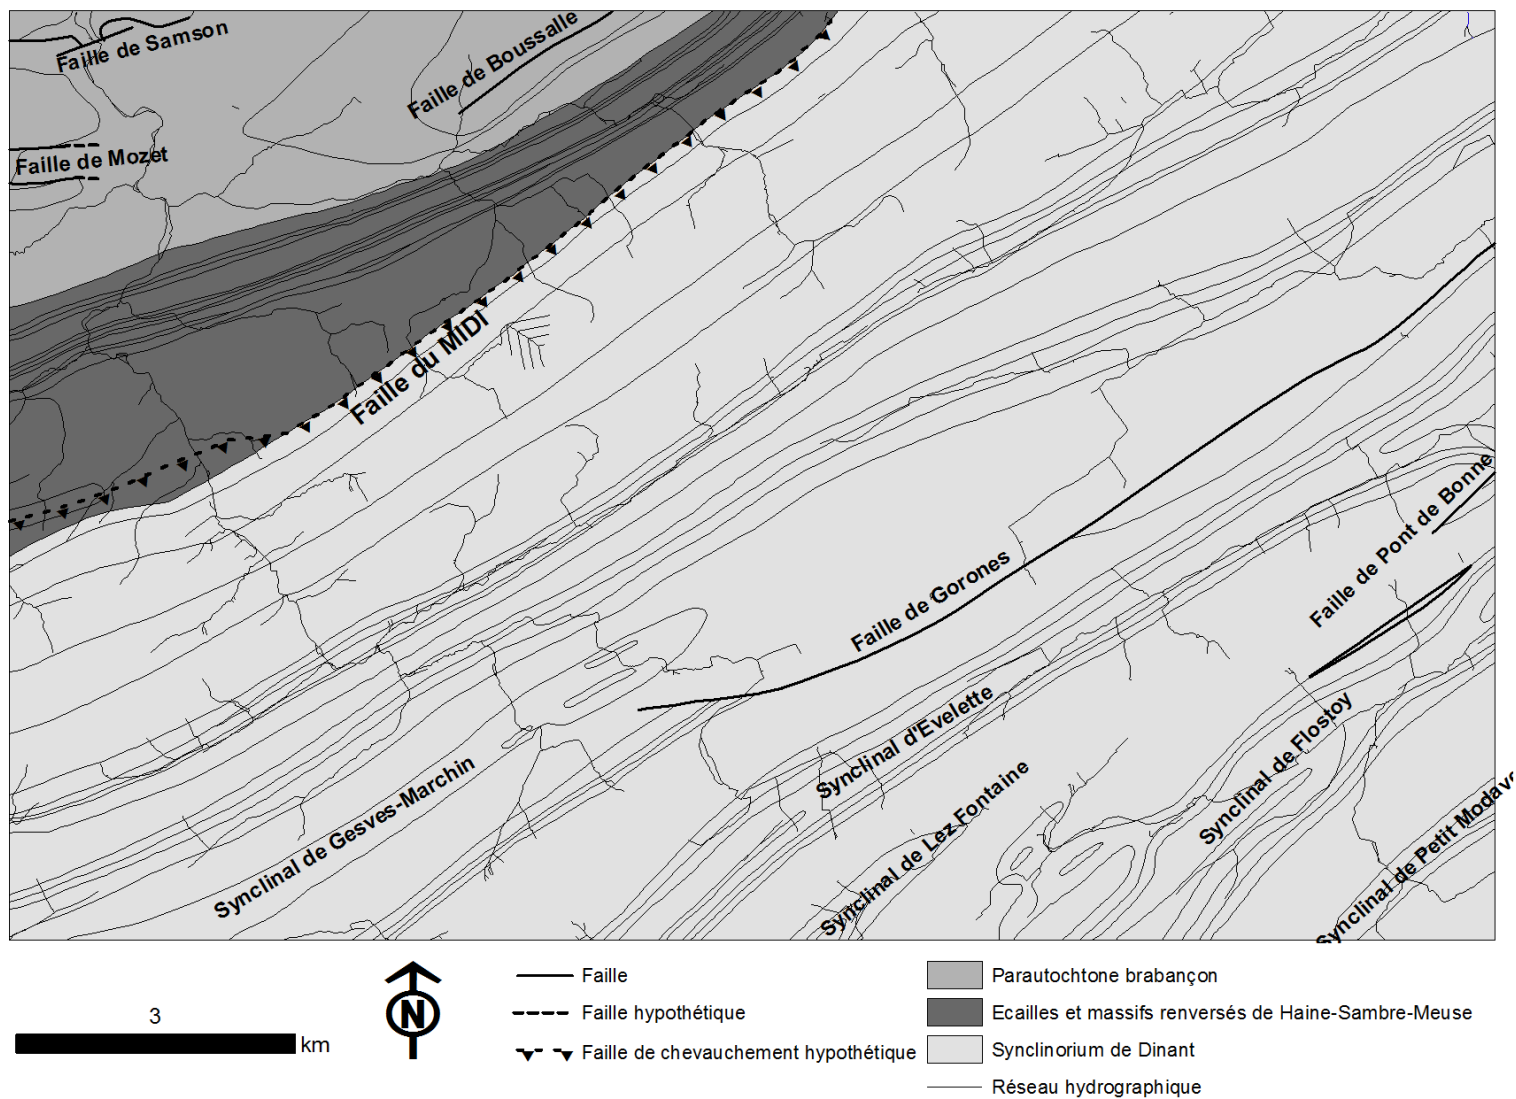 Faille de Samson
Faille de Boussalle
Faille de Mozet
Faille du MIDI
Faille de Pont de Bonne
Faille de Gorones
Synclinal d'Evelette
Synclinal de Flostoy
Synclinal de Gesves-Marchin
Synclinal de Lez Fontaine
Synclinal de Petit Modave
3
km
N
Faille
Faille hypothétique
Faille de chevauchement hypothétique
Parautochtone brabançon
Ecailles et massifs renversés de Haine-Sambre-Meuse
Synclinorium de Dinant
Réseau hydrographique